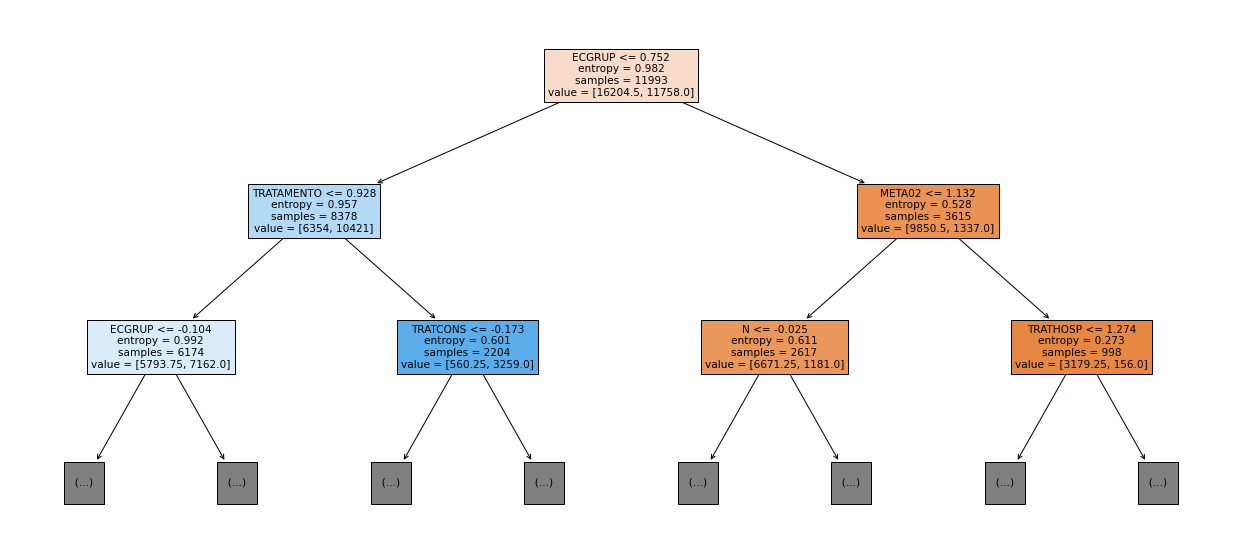 ECGRUP <= 0.752
entropy = 0.982
samples = 11993
value = [16204.5, 11758.0]
TRATAMENTO <= 0.928
entropy = 0.957
samples = 8378
value = [6354, 10421]
META02 <= 1.132
entropy = 0.528
samples = 3615
value = [9850.5, 1337.0]
ECGRUP <= -0.104
entropy = 0.992
samples = 6174
value = [5793.75, 7162.0]
TRATCONS <= -0.173
entropy = 0.601
samples = 2204
value = [560.25, 3259.0]
N <= -0.025
entropy = 0.611
samples = 2617
value = [6671.25, 1181.0]
TRATHOSP <= 1.274
entropy = 0.273
samples = 998
value = [3179.25, 156.0]
(...)
(...)
(...)
(...)
(...)
(...)
(...)
(...)